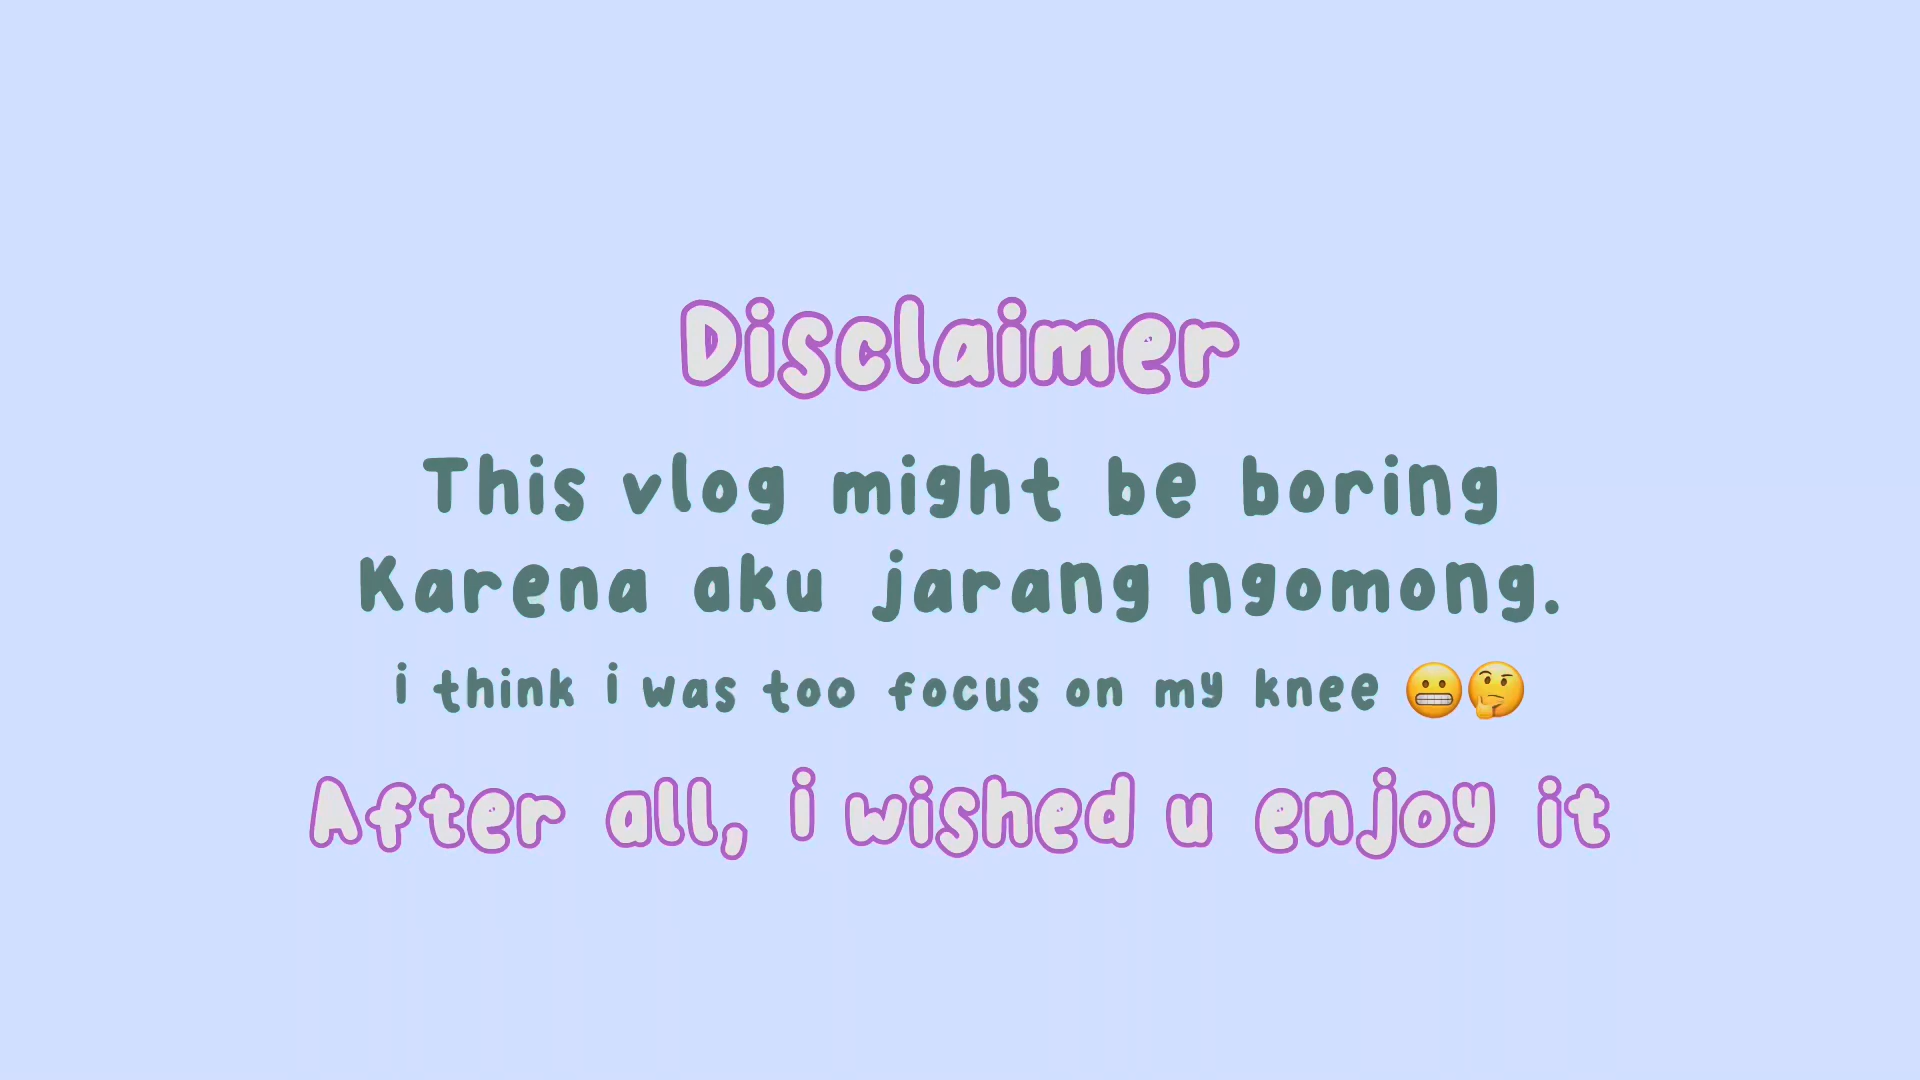 Disclaimer
This vlog might be boring
Karena aku jarang ngomong.
i think i was too focus on my knee 😬🤔
After all, i wished u enjoy it